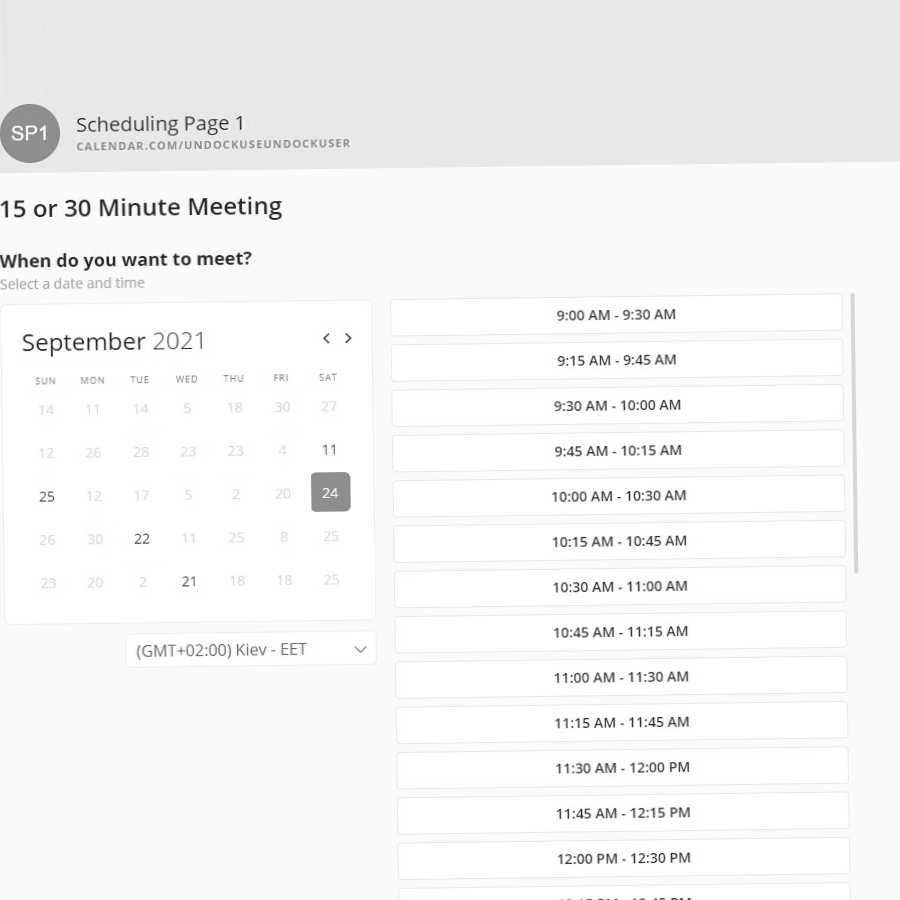 SP1
Scheduling Page 1
CALENDAR.COM/UNDOCKUSEUNDOCKUSER
15 or 30 Minute Meeting
When do you want to meet?
Select a date and time
September 2021
SUN MON TUE WED THU FRI SAT
14 11 14 5 18 30 27
12 26 28 23 23 4 11
25 12 17 5 2 20 24
26 30 22 11 25 8 25
23 20 2 21 18 18 25
(GMT+02:00) Kiev - EET
9:00 AM - 9:30 AM
9:15 AM - 9:45 AM
9:30 AM - 10:00 AM
9:45 AM - 10:15 AM
10:00 AM - 10:30 AM
10:15 AM - 10:45 AM
10:30 AM - 11:00 AM
10:45 AM - 11:15 AM
11:00 AM - 11:30 AM
11:15 AM - 11:45 AM
11:30 AM - 12:00 PM
11:45 AM - 12:15 PM
12:00 PM - 12:30 PM